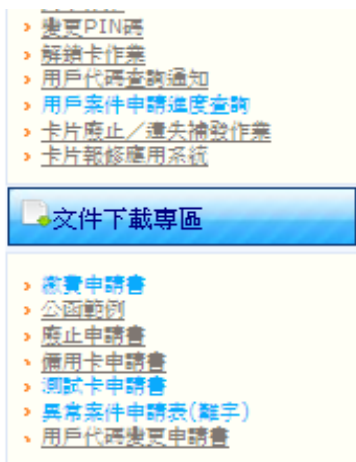 變更PIN碼
解鎖卡作業
用戶代碼查詢通知
用戶案件申請進度查詢
卡片廢止／遺失補發作業
卡片報修應用系統
文件下載專區
繳費申請書
公函範例
廢止申請書
備用卡申請書
測試卡申請書
異常案件申請表(難字)
用戶代碼變更申請書